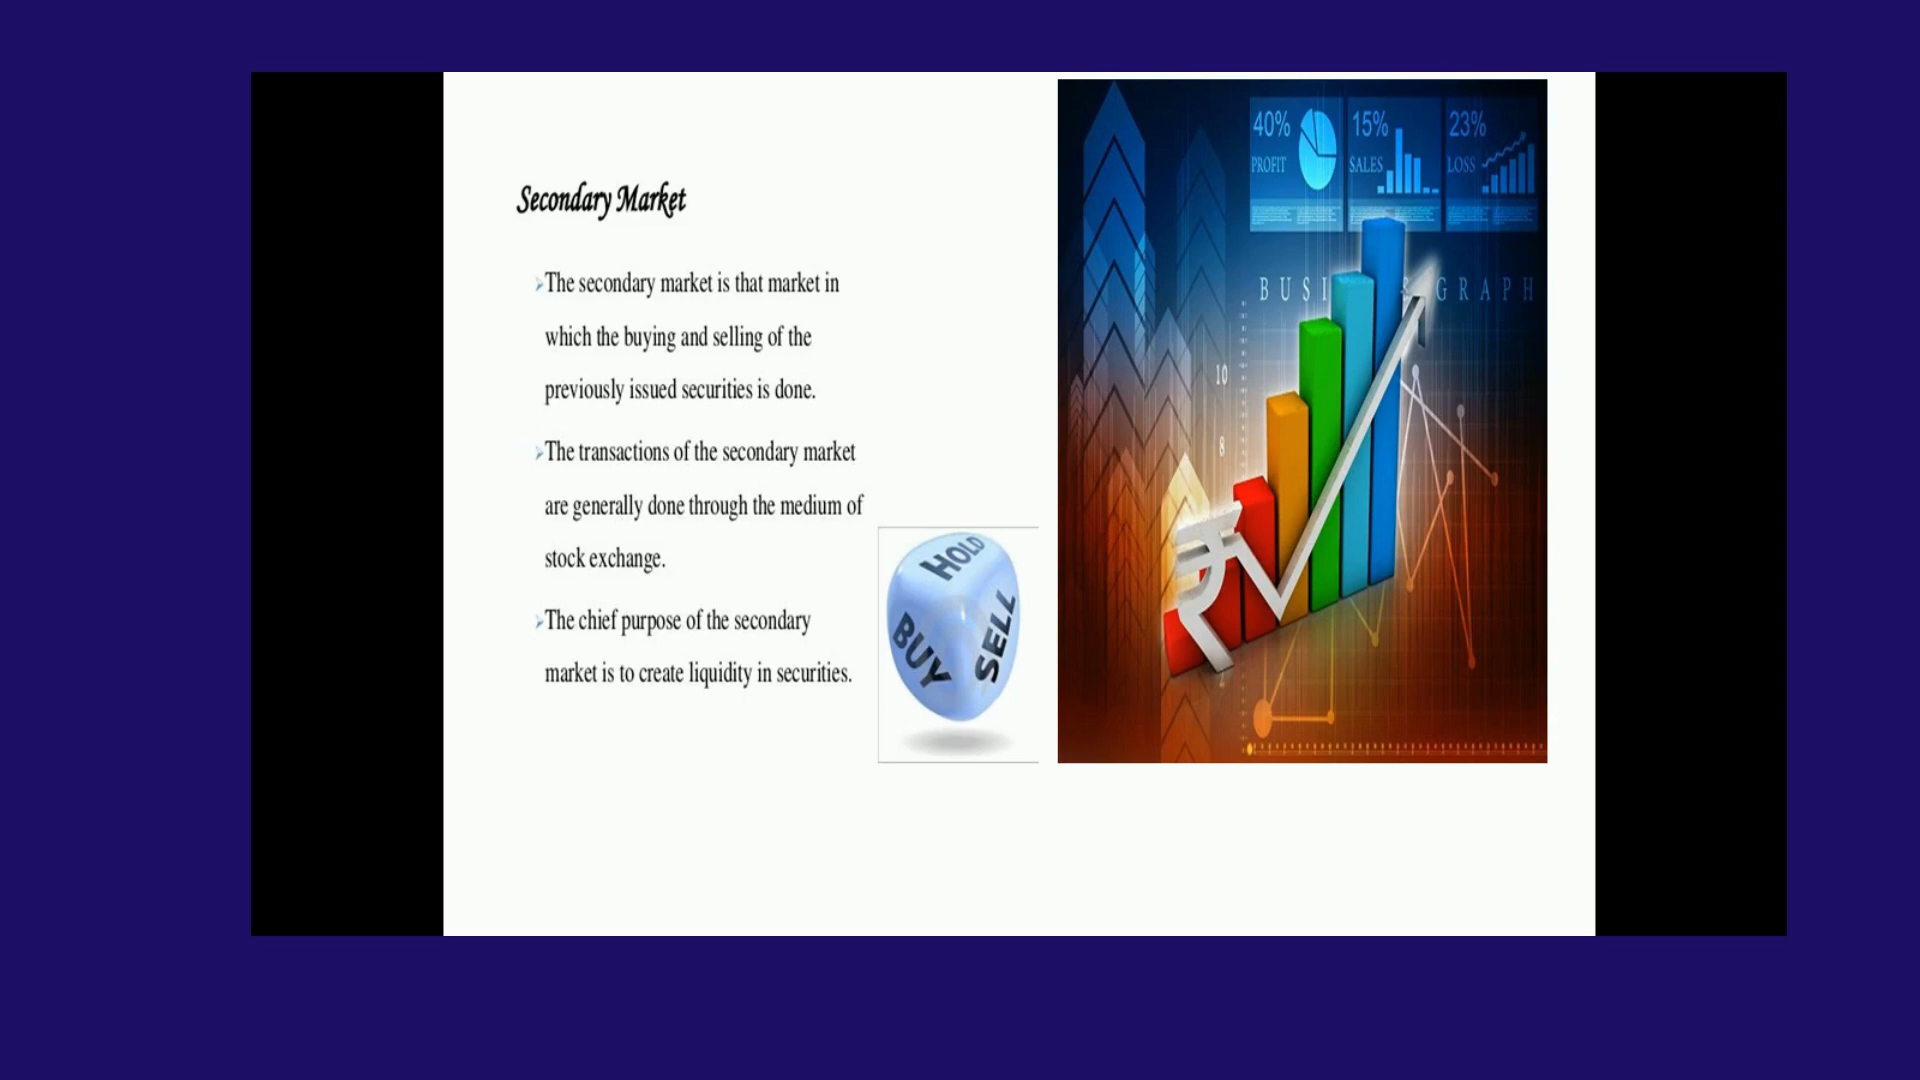 Secondary Market
The secondary market is that market in
which the buying and selling of the
previously issued securities is done.
The transactions of the secondary market
are generally done through the medium of
stock exchange.
The chief purpose of the secondary
market is to create liquidity in securities.
HOLD
BUY
SELL
40%
PROFIT
15%
SALES
23%
LOSS
BUSI S GRAPH
10
8
2